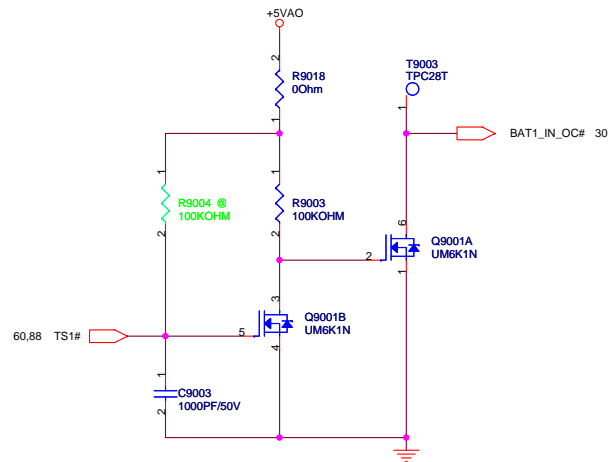 +5VAO
2
R9018
0Ohm
1
T9003
TPC28T
1
BAT1_IN_OC# 30
1
R9004 @
100KOHM
2
1
R9003
100KOHM
2
6
Q9001A
UM6K1N
2
1
3
Q9001B
UM6K1N
5
4
60,88 TS1#
1
C9003
1000PF/50V
2